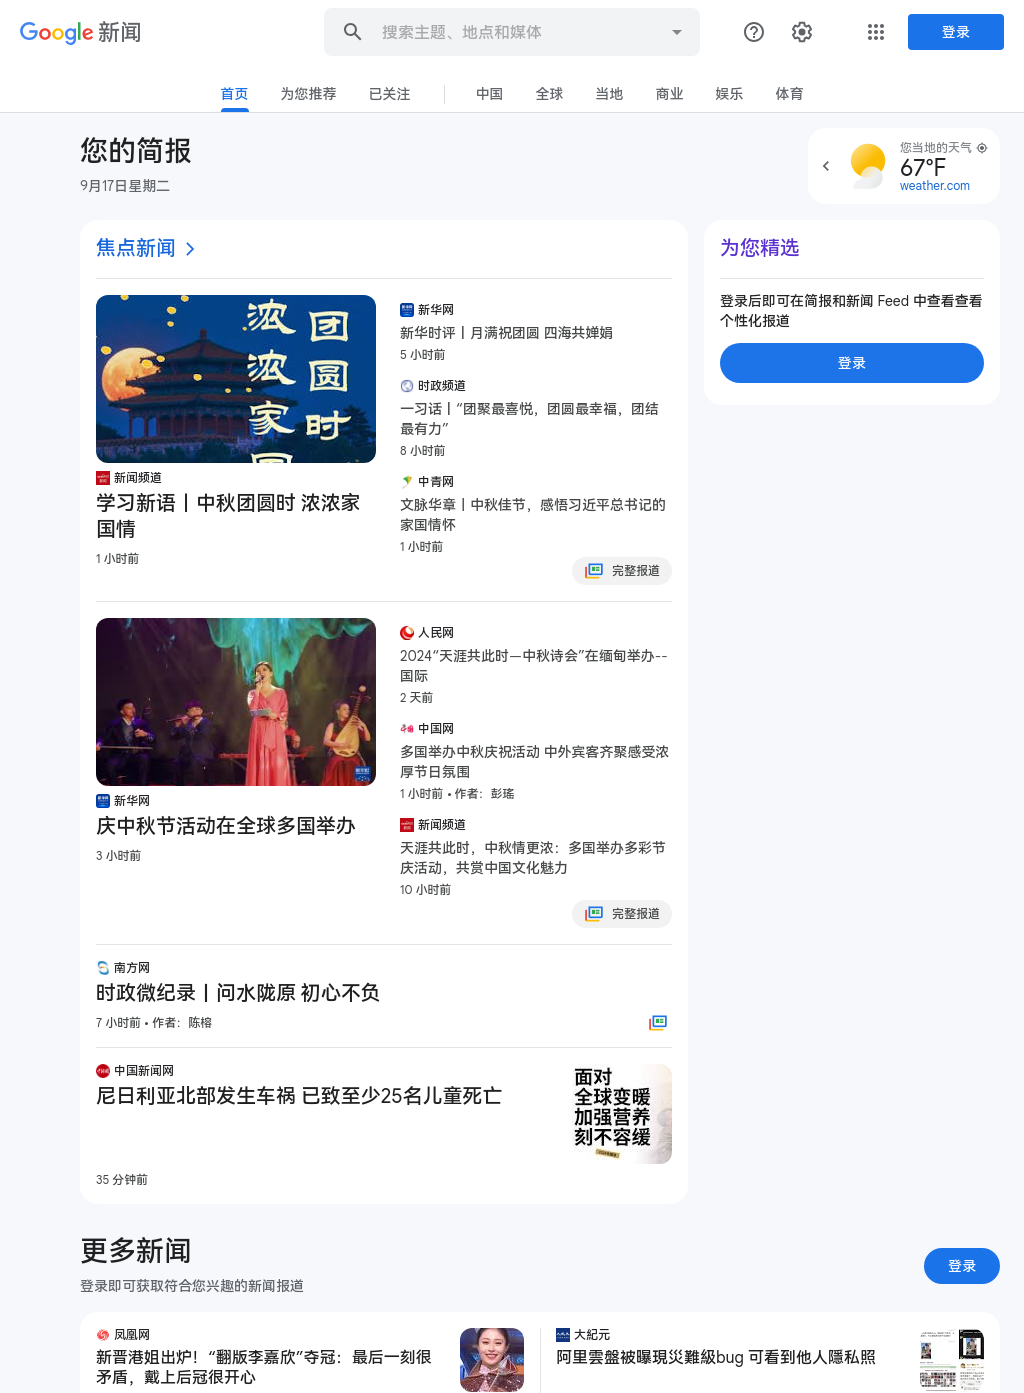 Google 新闻
搜索主题、地点和媒体
登录
首页
为您推荐
已关注
中国
全球
当地
商业
娱乐
体育
您的简报
9月17日星期二
您当地的天气
67°F
weather.com
焦点新闻
浓浓家国
团圆时
新闻频道
学习新语丨中秋团圆时 浓浓家
国情
1 小时前
新华网
新华时评丨月满祝团圆 四海共婵娟
5 小时前
时政频道
一习话丨“团聚最喜悦，团圆最幸福，团结
最有力”
8 小时前
中青网
文脉华章丨中秋佳节，感悟习近平总书记的
家国情怀
1 小时前
完整报道
新华网
庆中秋节活动在全球多国举办
3 小时前
人民网
2024“天涯共此时—中秋诗会”在缅甸举办--
国际
2 天前
中国网
多国举办中秋庆祝活动 中外宾客齐聚感受浓
厚节日氛围
1 小时前 • 作者：彭瑤
新闻频道
天涯共此时，中秋情更浓：多国举办多彩节
庆活动，共赏中国文化魅力
10 小时前
完整报道
南方网
时政微纪录丨问水陇原 初心不负
7 小时前 • 作者：陈榕
中国新闻网
尼日利亚北部发生车祸 已致至少25名儿童死亡
35 分钟前
面对
全球变暖
加强营养
刻不容缓
为您精选
登录后即可在简报和新闻 Feed 中查看查看
个性化报道
登录
更多新闻
登录即可获取符合您兴趣的新闻报道
登录
凤凰网
新晋港姐出炉！“翻版李嘉欣”夺冠：最后一刻很
矛盾，戴上后冠很开心
大紀元
阿里雲盤被曝現災難級bug 可看到他人隱私照